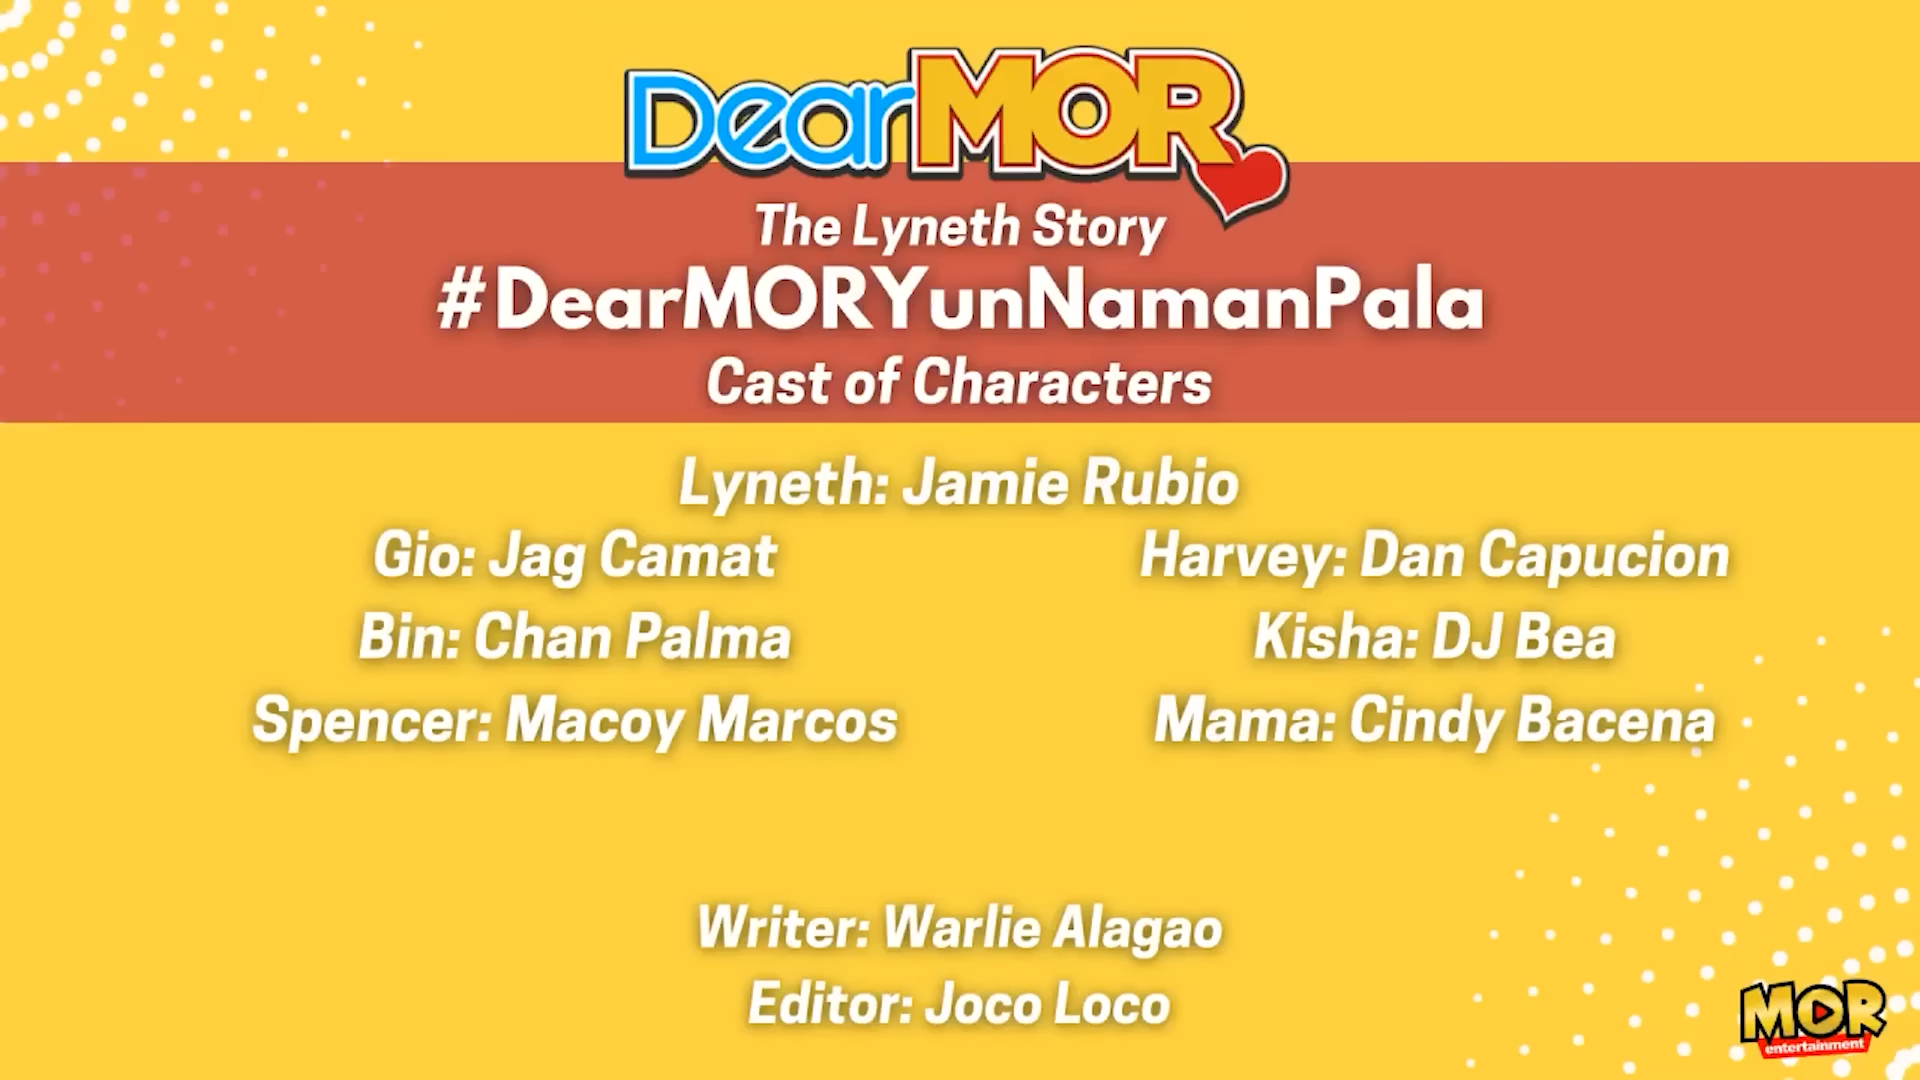 DearMOR
The Lyneth Story
#DearMORYunNamanPala
Cast of Characters
Lyneth: Jamie Rubio
Gio: Jag Camat
Harvey: Dan Capucion
Bin: Chan Palma
Kisha: DJ Bea
Spencer: Macoy Marcos
Mama: Cindy Bacena
Writer: Warlie Alagao
Editor: Joco Loco
MOR
entertainment